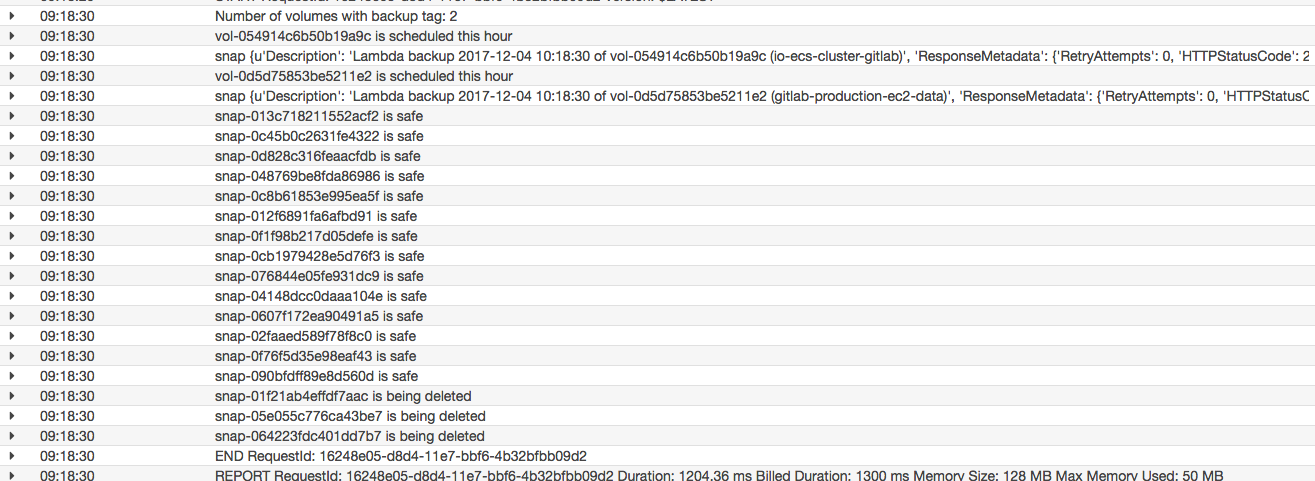 09:18:30 Number of volumes with backup tag: 2
09:18:30 vol-054914c6b50b19a9c is scheduled this hour
09:18:30 snap {u'Description': 'Lambda backup 2017-12-04 10:18:30 of vol-054914c6b50b19a9c (io-ecs-cluster-gitlab)', 'ResponseMetadata': {'RetryAttempts': 0, 'HTTPStatusCode': 2
09:18:30 vol-0d5d75853be5211e2 is scheduled this hour
09:18:30 snap {u'Description': 'Lambda backup 2017-12-04 10:18:30 of vol-0d5d75853be5211e2 (gitlab-production-ec2-data)', 'ResponseMetadata': {'RetryAttempts': 0, 'HTTPStatusC
09:18:30 snap-013c718211552acf2 is safe
09:18:30 snap-0c45b0c2631fe4322 is safe
09:18:30 snap-0d828c316feaacfdb is safe
09:18:30 snap-048769be8fda86986 is safe
09:18:30 snap-0c8b61853e995ea5f is safe
09:18:30 snap-012f6891fa6afbd91 is safe
09:18:30 snap-0f1f98b217d05defe is safe
09:18:30 snap-0cb1979428e5d76f3 is safe
09:18:30 snap-076844e05fe931dc9 is safe
09:18:30 snap-04148dcc0daaa104e is safe
09:18:30 snap-0607f172ea90491a5 is safe
09:18:30 snap-02faaed589f78f8c0 is safe
09:18:30 snap-0f76f5d35e98eaf43 is safe
09:18:30 snap-090bfdff89e8d560d is safe
09:18:30 snap-01f21ab4effdf7aac is being deleted
09:18:30 snap-05e055c776ca43be7 is being deleted
09:18:30 snap-064223fdc401dd7b7 is being deleted
09:18:30 END RequestId: 16248e05-d8d4-11e7-bbf6-4b32bfbb09d2
09:18:30 REPORT RequestId: 16248e05-d8d4-11e7-bbf6-4b32bfbb09d2 Duration: 1204.36 ms Billed Duration: 1300 ms Memory Size: 128 MB Max Memory Used: 50 MB